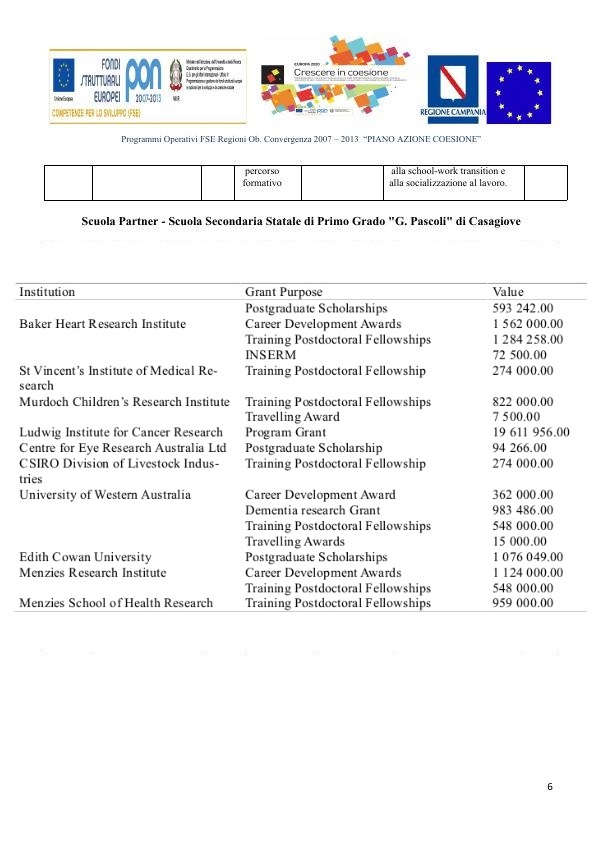 FONDI
STRUTTURALI
EUROPEI
pon
2007-2013
Unione Europea
MIUR
COMPETENZE PER LO SVILUPPO (FSE)
EUROPA 2020
Crescere in coesione
REGIONE CAMPANIA
Programmi Operativi FSE Regioni Ob. Convergenza 2007 – 2013 “PIANO AZIONE COESIONE”
percorso formativo
alla school-work transition e
alla socializzazione al lavoro.
Scuola Partner - Scuola Secondaria Statale di Primo Grado "G. Pascoli" di Casagiove
Institution Grant Purpose Value
Postgraduate Scholarships 593 242.00
Baker Heart Research Institute Career Development Awards 1 562 000.00
Training Postdoctoral Fellowships 1 284 258.00
INSERM 72 500.00
St Vincent’s Institute of Medical Re- Training Postdoctoral Fellowship 274 000.00
search
Murdoch Children’s Research Institute Training Postdoctoral Fellowships 822 000.00
Travelling Award 7 500.00
Ludwig Institute for Cancer Research Program Grant 19 611 956.00
Centre for Eye Research Australia Ltd Postgraduate Scholarship 94 266.00
CSIRO Division of Livestock Indus- Training Postdoctoral Fellowship 274 000.00
tries
University of Western Australia Career Development Award 362 000.00
Dementia research Grant 983 486.00
Training Postdoctoral Fellowships 548 000.00
Travelling Awards 15 000.00
Edith Cowan University Postgraduate Scholarships 1 076 049.00
Menzies Research Institute Career Development Awards 1 124 000.00
Training Postdoctoral Fellowships 548 000.00
Menzies School of Health Research Training Postdoctoral Fellowships 959 000.00
6